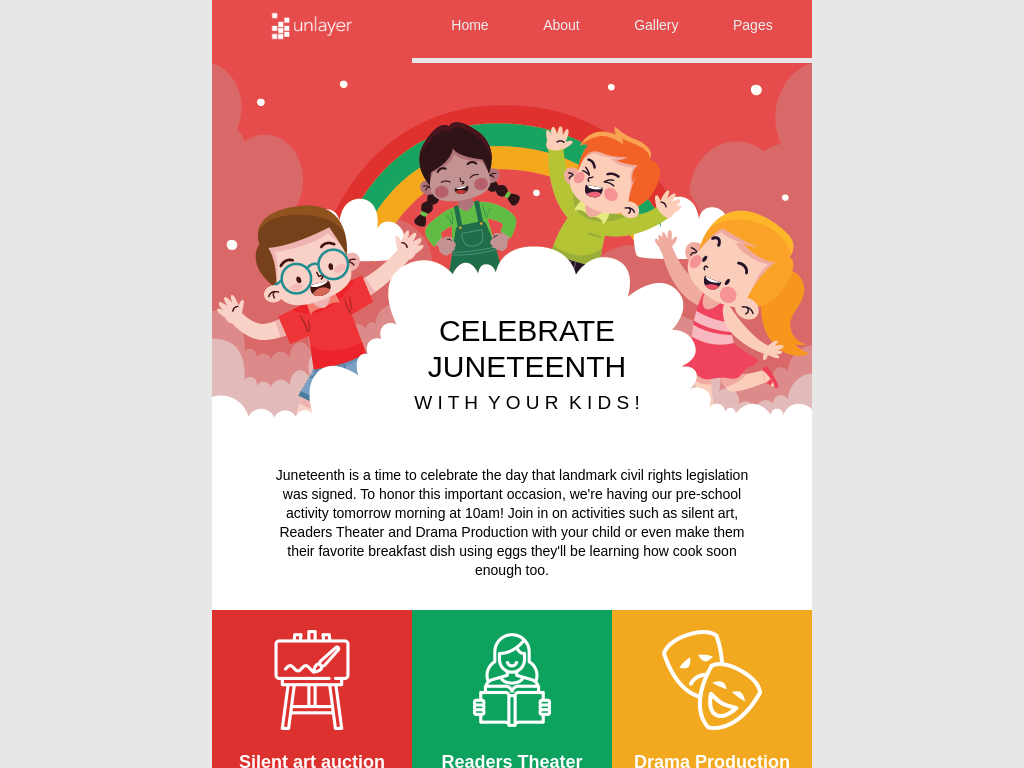 unlayer
Home About Gallery Pages
CELEBRATE
JUNETEENTH
WITH YOUR KIDS!
Juneteenth is a time to celebrate the day that landmark civil rights legislation
was signed. To honor this important occasion, we're having our pre-school
activity tomorrow morning at 10am! Join in on activities such as silent art,
Readers Theater and Drama Production with your child or even make them
their favorite breakfast dish using eggs they'll be learning how cook soon
enough too.
Silent art auction
Readers Theater
Drama Production